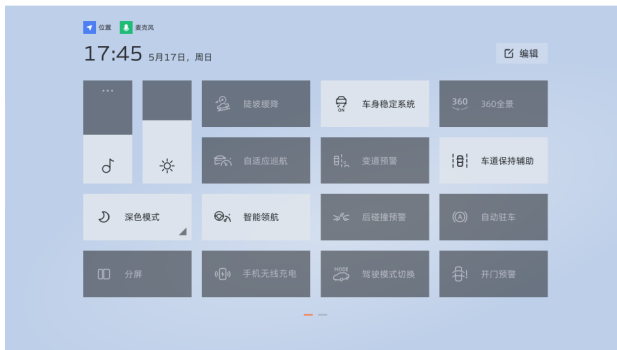 位置 麦克风
17:45 5月17日，周日
编辑
陡坡缓降 ON 车身稳定系统 360 360全景
自适应巡航 变道预警 车道保持辅助
深色模式 智能领航 后碰撞预警 A 自动驻车
分屏 手机无线充电 MODE 驾驶模式切换 开门预警